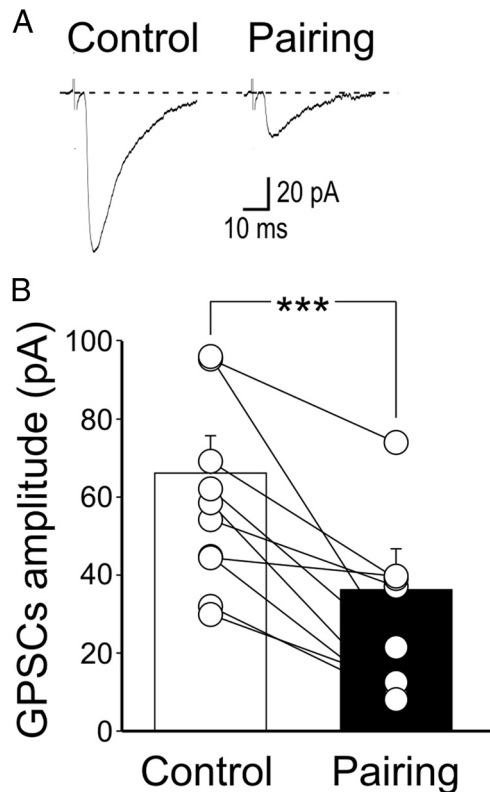 A
Control Pairing
20 pA
10 ms
B
***
100
80
60
40
20
0
GPSCs amplitude (pA)
Control Pairing